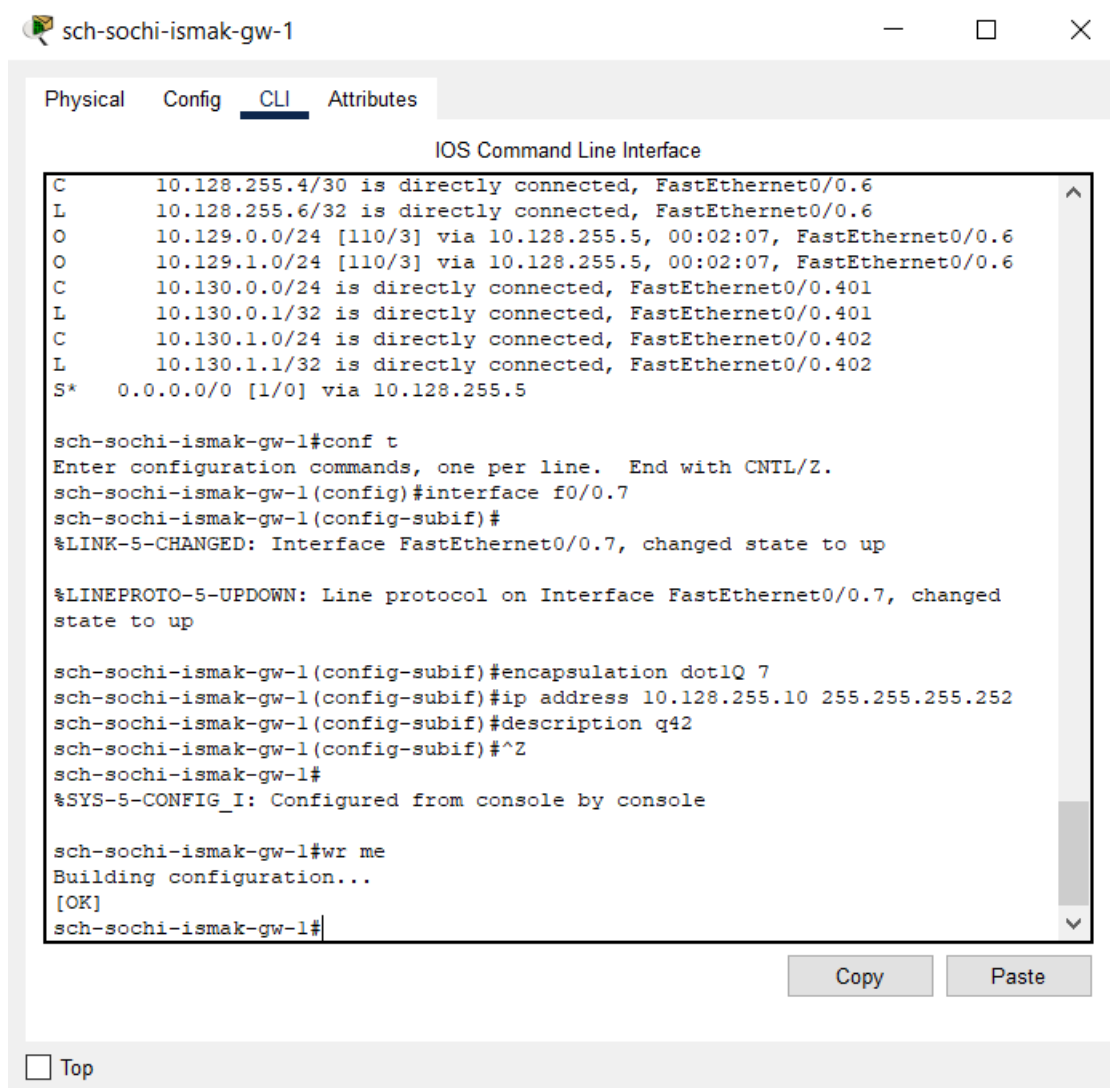 sch-sochi-ismak-gw-1
Physical Config CLI Attributes
IOS Command Line Interface
C       10.128.255.4/30 is directly connected, FastEthernet0/0.6
L       10.128.255.6/32 is directly connected, FastEthernet0/0.6
O       10.129.0.0/24 [110/3] via 10.128.255.5, 00:02:07, FastEthernet0/0.6
O       10.129.1.0/24 [110/3] via 10.128.255.5, 00:02:07, FastEthernet0/0.6
C       10.130.0.0/24 is directly connected, FastEthernet0/0.401
L       10.130.0.1/32 is directly connected, FastEthernet0/0.401
C       10.130.1.0/24 is directly connected, FastEthernet0/0.402
L       10.130.1.1/32 is directly connected, FastEthernet0/0.402
S*   0.0.0.0/0 [1/0] via 10.128.255.5
sch-sochi-ismak-gw-1#conf t
Enter configuration commands, one per line.  End with CNTL/Z.
sch-sochi-ismak-gw-1(config)#interface f0/0.7
sch-sochi-ismak-gw-1(config-subif)#
%LINK-5-CHANGED: Interface FastEthernet0/0.7, changed state to up
%LINEPROTO-5-UPDOWN: Line protocol on Interface FastEthernet0/0.7, changed
state to up
sch-sochi-ismak-gw-1(config-subif)#encapsulation dot1Q 7
sch-sochi-ismak-gw-1(config-subif)#ip address 10.128.255.10 255.255.255.252
sch-sochi-ismak-gw-1(config-subif)#description q42
sch-sochi-ismak-gw-1(config-subif)#^Z
sch-sochi-ismak-gw-1#
%SYS-5-CONFIG_I: Configured from console by console
sch-sochi-ismak-gw-1#wr me
Building configuration...
[OK]
sch-sochi-ismak-gw-1#
Copy Paste
Top